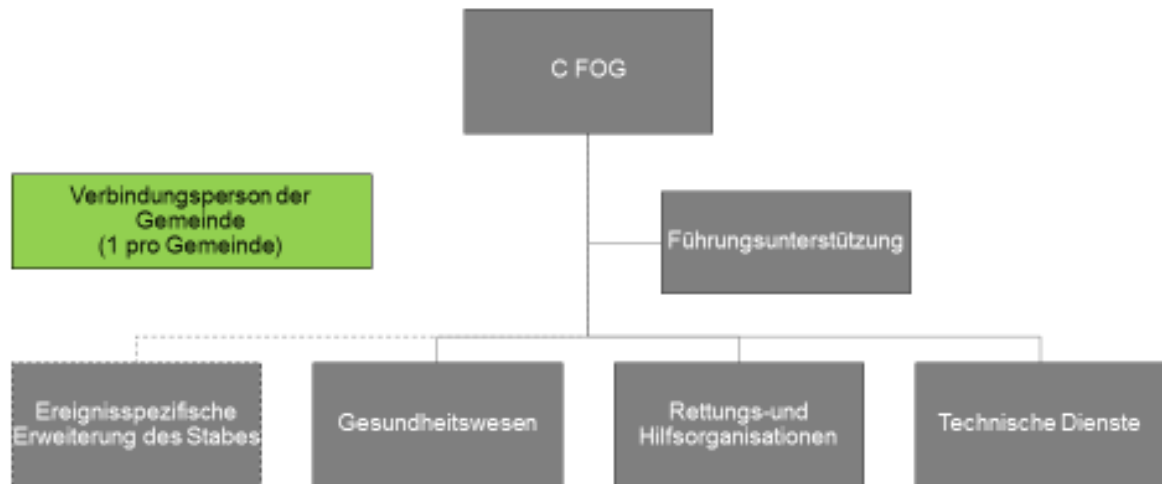 C FOG
Verbindungsperson der
Gemeinde
(1 pro Gemeinde)
Führungsunterstützung
Ereignisspezifische
Erweiterung des Stabes
Gesundheitswesen
Rettungs-und
Hilfsorganisationen
Technische Dienste